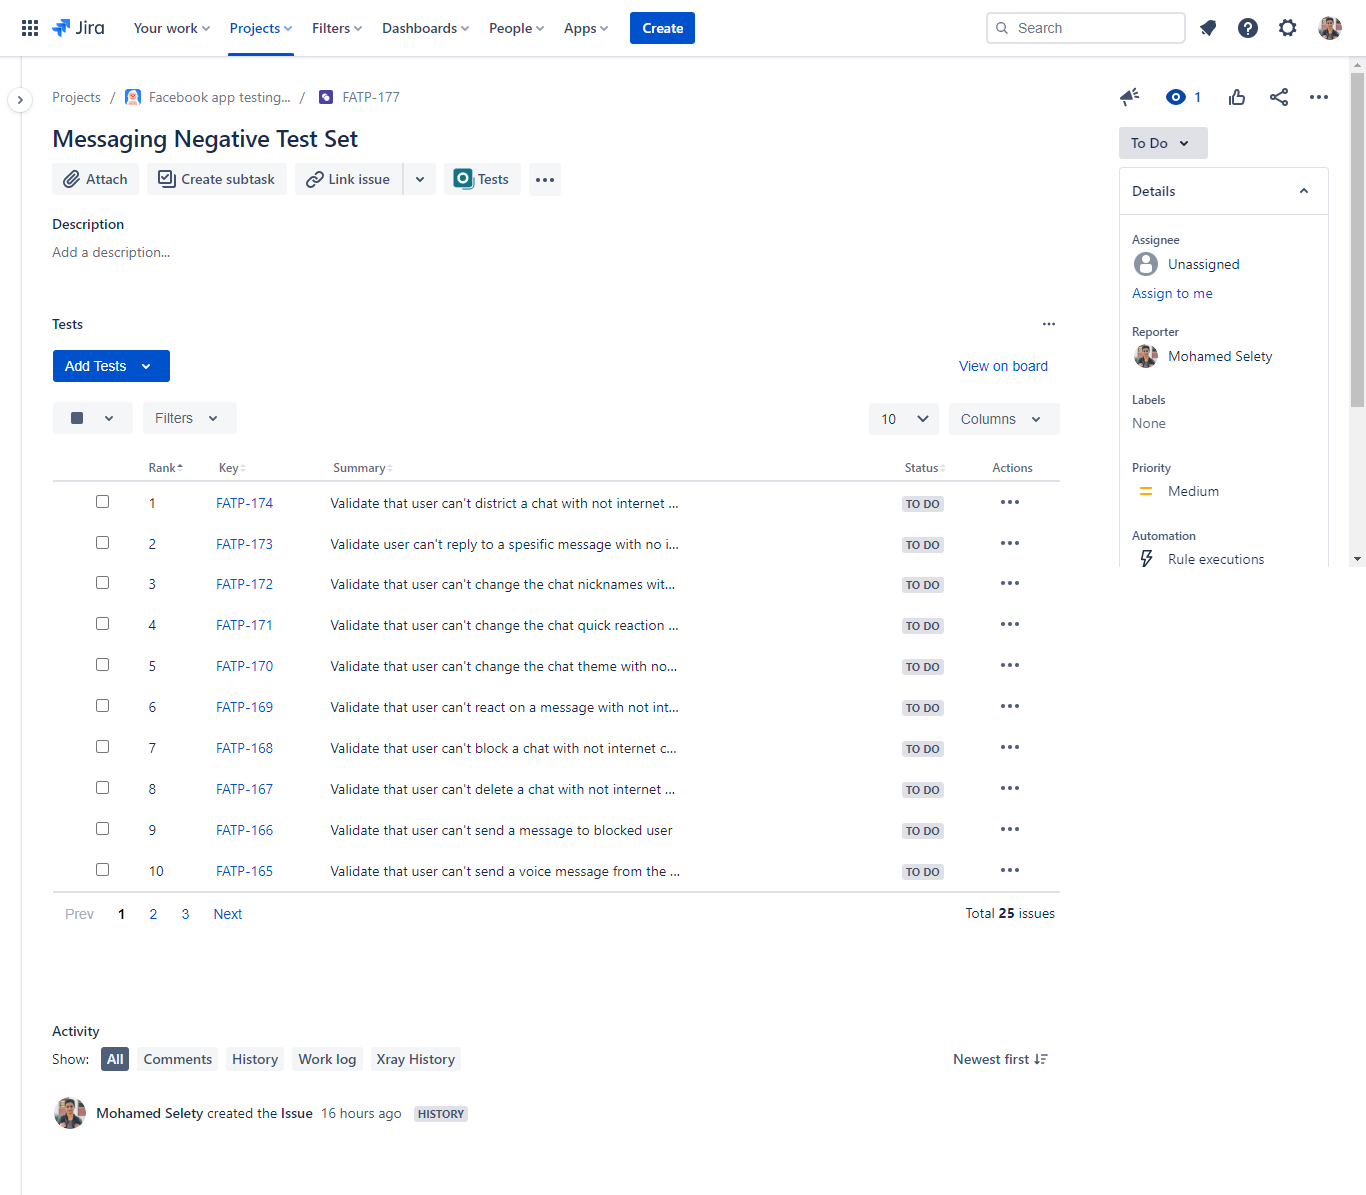 Jira Your work Projects Filters Dashboards People Apps Create Search
Projects / Facebook app testing... / FATP-177 1
Messaging Negative Test Set
To Do
Attach Create subtask Link issue Tests
Details
Description
Add a description...
Assignee
Unassigned
Assign to me
Tests
Reporter
Mohamed Selety
Add Tests View on board
Labels
None
Filters 10 Columns
Priority
Medium
Automation
Rule executions
Rank Key Summary Status Actions
1 FATP-174 Validate that user can't district a chat with not internet ... TO DO
2 FATP-173 Validate user can't reply to a spesific message with no i... TO DO
3 FATP-172 Validate that user can't change the chat nicknames wit... TO DO
4 FATP-171 Validate that user can't change the chat quick reaction ... TO DO
5 FATP-170 Validate that user can't change the chat theme with no... TO DO
6 FATP-169 Validate that user can't react on a message with not int... TO DO
7 FATP-168 Validate that user can't block a chat with not internet c... TO DO
8 FATP-167 Validate that user can't delete a chat with not internet ... TO DO
9 FATP-166 Validate that user can't send a message to blocked user TO DO
10 FATP-165 Validate that user can't send a voice message from the ... TO DO
Prev 1 2 3 Next Total 25 issues
Activity
Show: All Comments History Work log Xray History Newest first
Mohamed Selety created the Issue 16 hours ago HISTORY